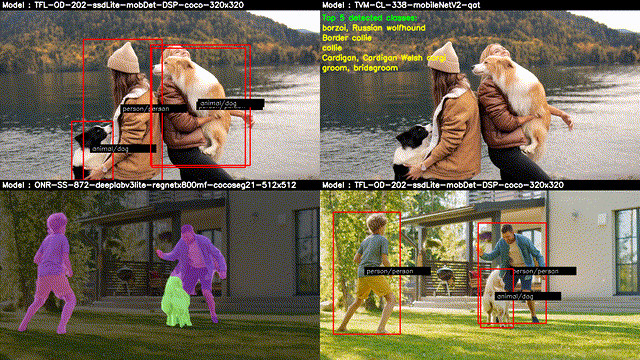 Model : TFL-OD-202-ssdLite-mobDet-DSP-coco-320x320
person/person
animal/dog
animal/dog
Model : TVM-CL-338-mobileNetV2-qat
Top 5 detected classes:
borzoi, Russian wolfhound
Border collie
collie
Cardigan, Cardigan Welsh corgi
groom, bridegroom
Model : ONR-SS-872-deeplabv3lite-regnetx800mf-cocoseg21-512x512
Model : TFL-OD-202-ssdLite-mobDet-DSP-coco-320x320
person/person
person/person
animal/dog